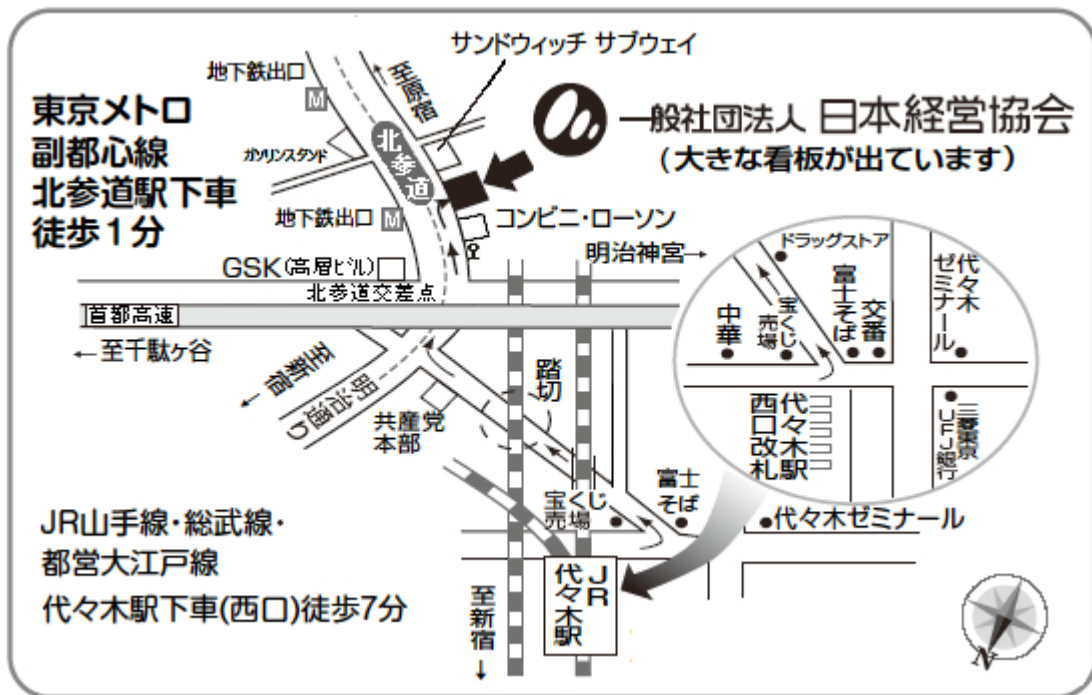 サンドウィッチ サブウェイ
地下鉄出口
M
至原宿
東京メトロ
副都心線
北参道駅下車
徒歩1分
一般社団法人 日本経営協会
(大きな看板が出ています)
ガソリンスタンド
北参道
地下鉄出口
M
コンビニ・ローソン
GSK(高層ビル)
北参道交差点
明治神宮→
首都高速
←至千駄ヶ谷
至新宿
明治通り
共産党
本部
踏切
ドラッグストア
中華
宝くじ
売場
富士そば
交番
代々木
ゼミナール
代々木駅
西口改札
三菱東京
UFJ銀行
宝くじ
売場
富士
そば
代々木ゼミナール
JR
代々木駅
至新宿
↓
JR山手線・総武線・
都営大江戸線
代々木駅下車(西口)徒歩7分
N